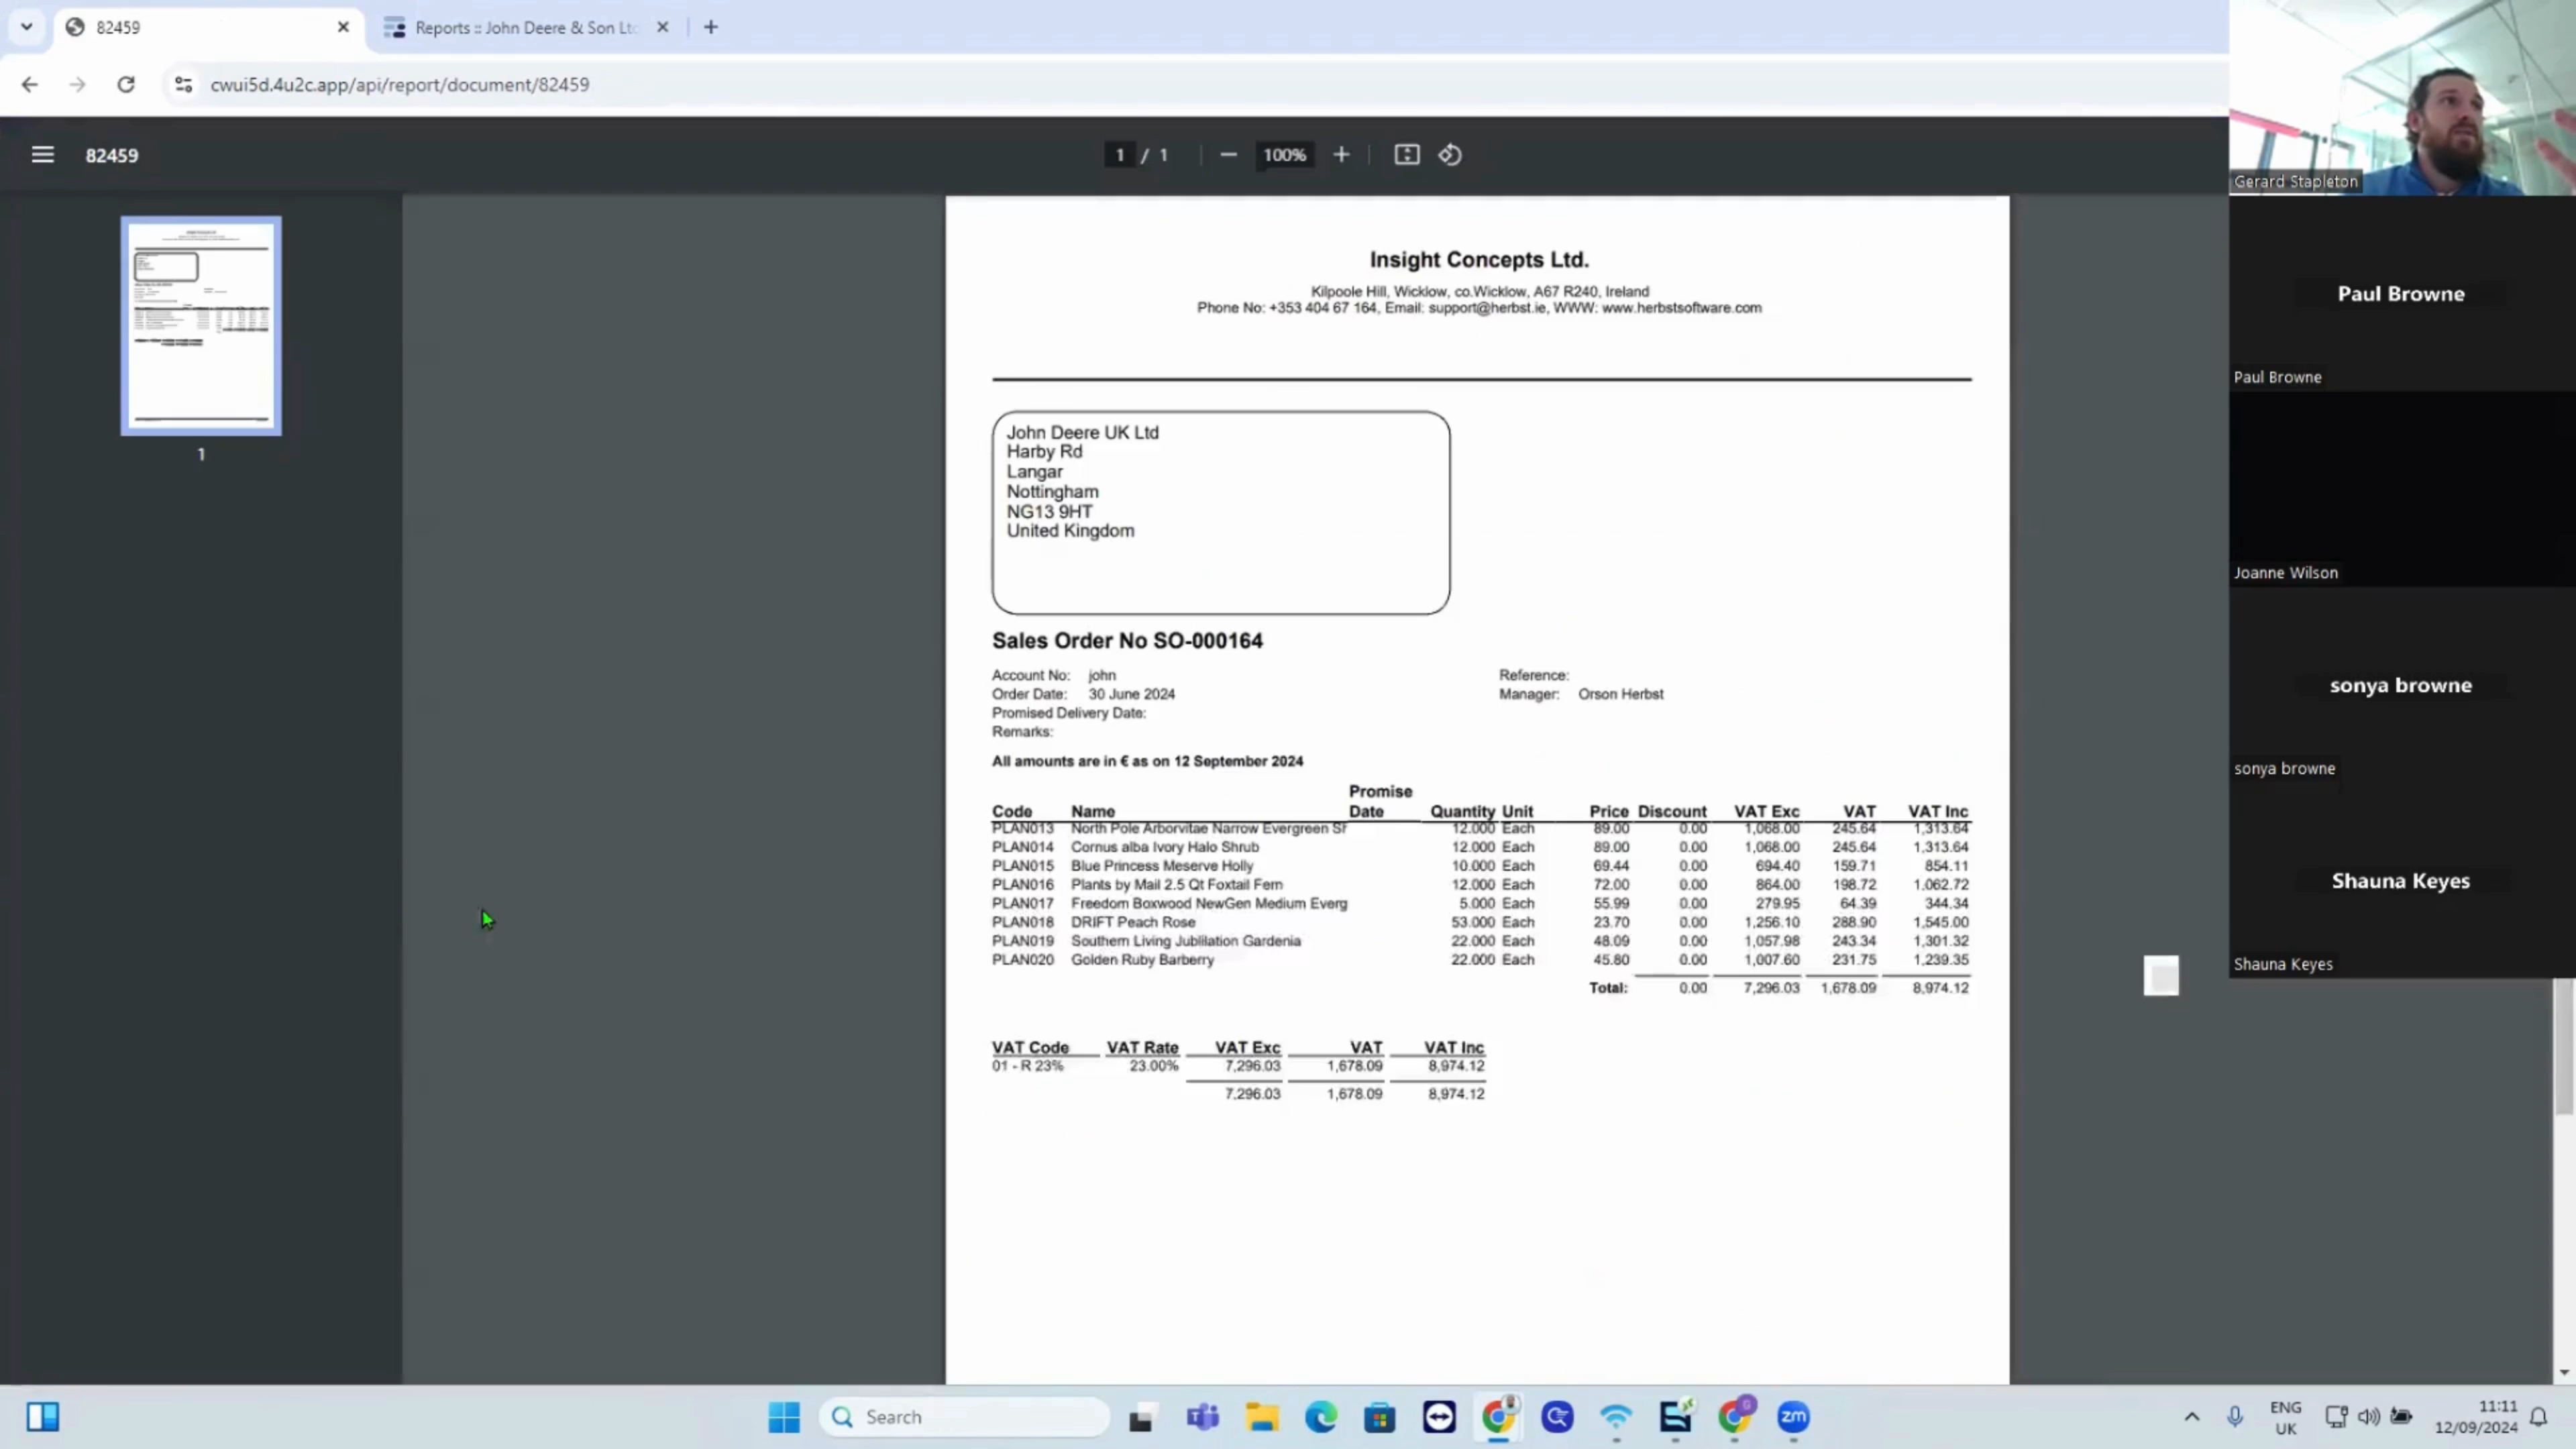 82459
Reports :: John Deere & Son Lt
cwui5d.4u2c.app/api/report/document/82459
82459
1 / 1
100%
Gerard Stapleton
Paul Browne
Paul Browne
Joanne Wilson
sonya browne
sonya browne
Shauna Keyes
Shauna Keyes
1
Insight Concepts Ltd.
Kilpoole Hill, Wicklow, co.Wicklow, A67 R240, Ireland
Phone No: +353 404 67 164, Email: support@herbst.ie, WWW: www.herbstsoftware.com
John Deere UK Ltd
Harby Rd
Langar
Nottingham
NG13 9HT
United Kingdom
Sales Order No SO-000164
Account No: john Reference:
Order Date: 30 June 2024 Manager: Orson Herbst
Promised Delivery Date:
Remarks:
All amounts are in € as on 12 September 2024
Promise
Code Name Date Quantity Unit Price Discount VAT Exc VAT VAT Inc
PLAN013 North Pole Arborvitae Narrow Evergreen Sh 12.000 Each 89.00 0.00 1,068.00 245.64 1,313.64
PLAN014 Cornus alba Ivory Halo Shrub 12.000 Each 89.00 0.00 1,068.00 245.64 1,313.64
PLAN015 Blue Princess Meserve Holly 10.000 Each 69.44 0.00 694.40 159.71 854.11
PLAN016 Plants by Mail 2.5 Qt Foxtail Fern 12.000 Each 72.00 0.00 864.00 198.72 1,062.72
PLAN017 Freedom Boxwood NewGen Medium Everg 5.000 Each 55.99 0.00 279.95 64.39 344.34
PLAN018 DRIFT Peach Rose 53.000 Each 23.70 0.00 1,256.10 288.90 1,545.00
PLAN019 Southern Living Jubilation Gardenia 22.000 Each 48.09 0.00 1,057.98 243.34 1,301.32
PLAN020 Golden Ruby Barberry 22.000 Each 45.80 0.00 1,007.60 231.75 1,239.35
Total: 0.00 7,296.03 1,678.09 8,974.12
VAT Code VAT Rate VAT Exc VAT VAT Inc
01 - R 23% 23.00% 7,296.03 1,678.09 8,974.12
7,296.03 1,678.09 8,974.12
Search
zm
ENG
UK
11:11
12/09/2024